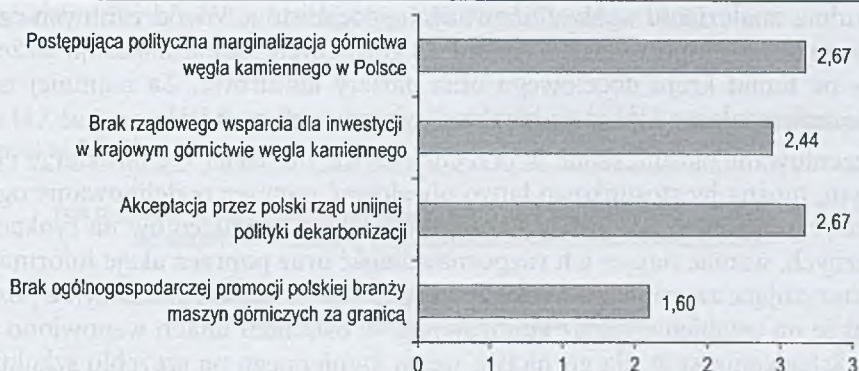 Postępująca polityczna marginalizacja górnictwa
węgla kamiennego w Polsce
2,67
Brak rządowego wsparcia dla inwestycji
w krajowym górnictwie węgla kamiennego
2,44
Akceptacja przez polski rząd unijnej
polityki dekarbonizacji
2,67
Brak ogólnogospodarczej promocji polskiej branży
maszyn górniczych za granicą
1,60
0 1 1 2 2 3 3